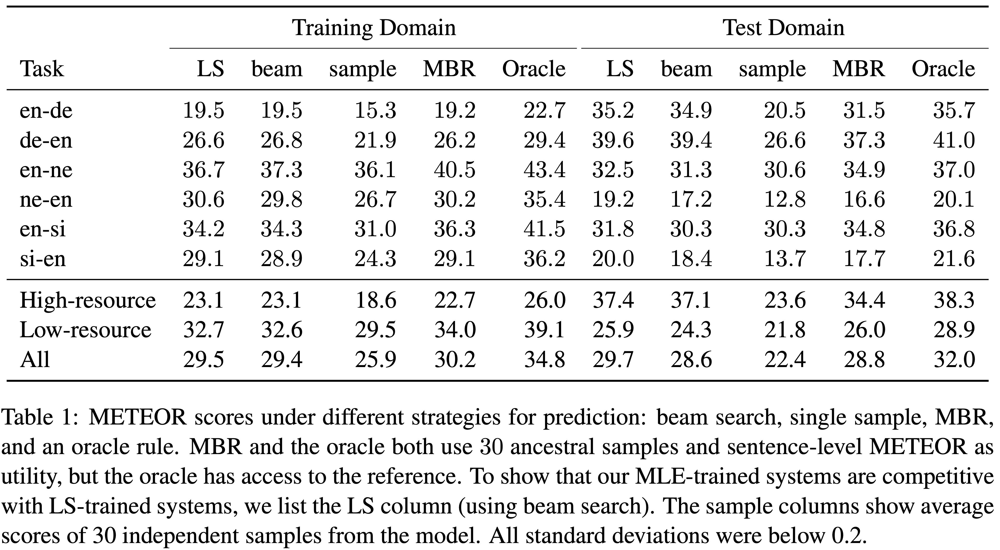 Training Domain Test Domain
Task LS beam sample MBR Oracle LS beam sample MBR Oracle
en-de 19.5 19.5 15.3 19.2 22.7 35.2 34.9 20.5 31.5 35.7
de-en 26.6 26.8 21.9 26.2 29.4 39.6 39.4 26.6 37.3 41.0
en-ne 36.7 37.3 36.1 40.5 43.4 32.5 31.3 30.6 34.9 37.0
ne-en 30.6 29.8 26.7 30.2 35.4 19.2 17.2 12.8 16.6 20.1
en-si 34.2 34.3 31.0 36.3 41.5 31.8 30.3 30.3 34.8 36.8
si-en 29.1 28.9 24.3 29.1 36.2 20.0 18.4 13.7 17.7 21.6
High-resource 23.1 23.1 18.6 22.7 26.0 37.4 37.1 23.6 34.4 38.3
Low-resource 32.7 32.6 29.5 34.0 39.1 25.9 24.3 21.8 26.0 28.9
All 29.5 29.4 25.9 30.2 34.8 29.7 28.6 22.4 28.8 32.0
Table 1: METEOR scores under different strategies for prediction: beam search, single sample, MBR,
and an oracle rule. MBR and the oracle both use 30 ancestral samples and sentence-level METEOR as
utility, but the oracle has access to the reference. To show that our MLE-trained systems are competitive
with LS-trained systems, we list the LS column (using beam search). The sample columns show average
scores of 30 independent samples from the model. All standard deviations were below 0.2.